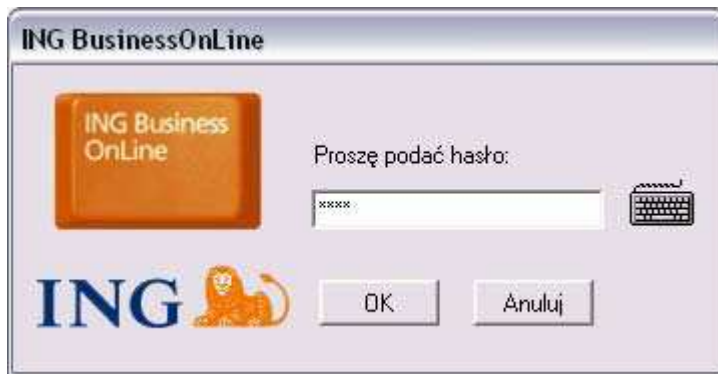 ING BusinessOnLine
ING Business
OnLine
Proszę podać hasło:
****
ING
OK
Anuluj